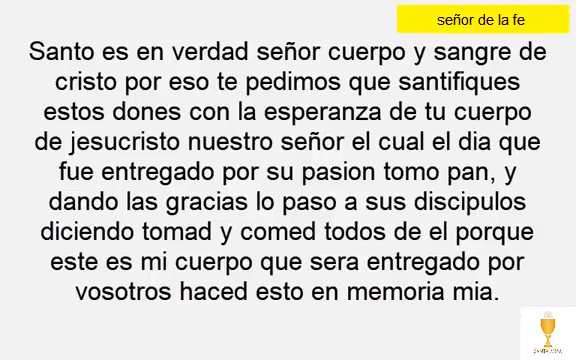 señor de la fe
Santo es en verdad señor cuerpo y sangre de
cristo por eso te pedimos que santifiques
estos dones con la esperanza de tu cuerpo
de jesucristo nuestro señor el cual el dia que
fue entregado por su pasion tomo pan, y
dando las gracias lo paso a sus discipulos
diciendo tomad y comed todos de el porque
este es mi cuerpo que sera entregado por
vosotros haced esto en memoria mia.